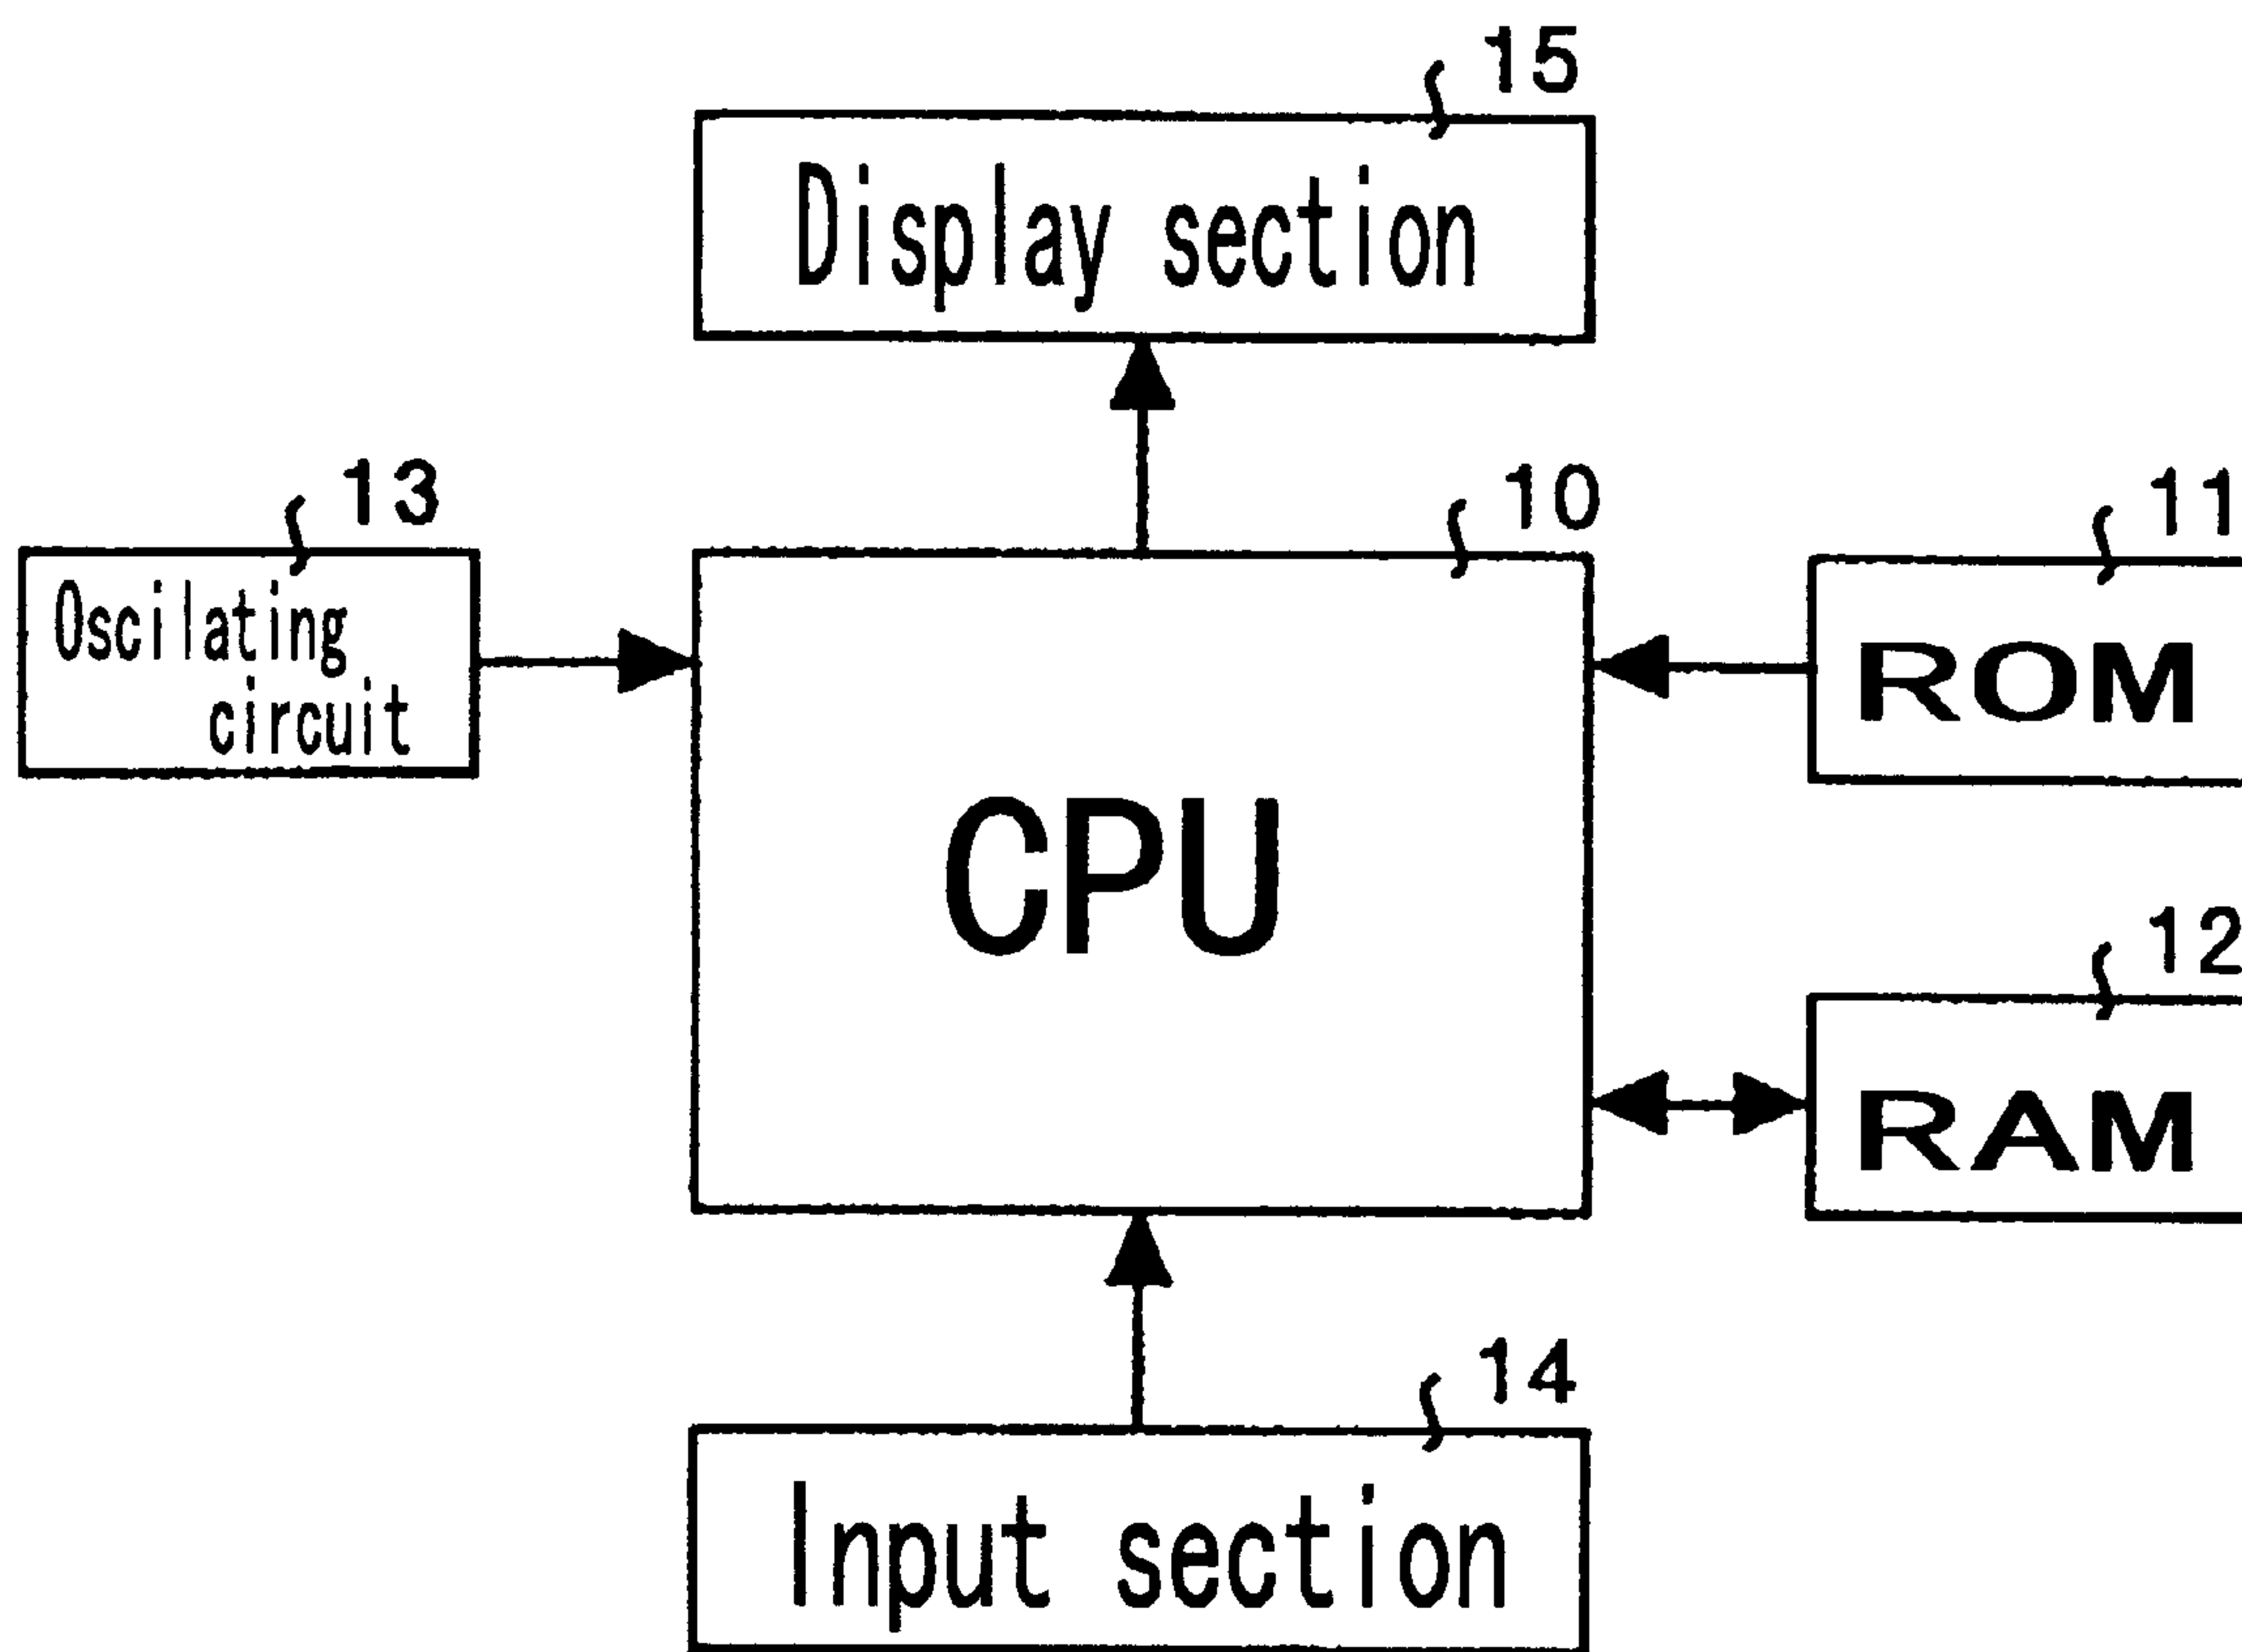 15
Display section
13
10
11
Oscilating
circuit
ROM
CPU
12
RAM
14
Input section